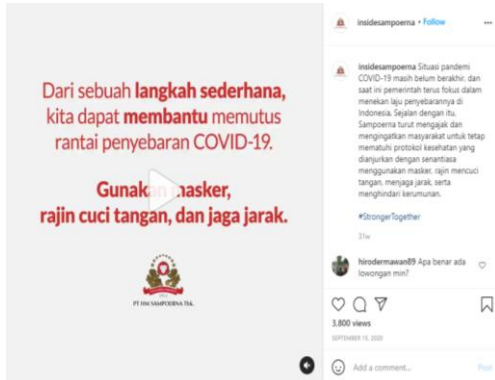 Dari sebuah langkah sederhana,
kita dapat membantu memutus
rantai penyebaran COVID-19.
Gunakan masker,
rajin cuci tangan, dan jaga jarak.
PT HM SAMPOERNA Tbk.
insidesampoerna • Follow
insidesampoerna Situasi pandemi
COVID-19 masih belum berakhir, dan
saat ini pemerintah terus fokus dalam
menekan laju penyebarannya di
Indonesia. Sejalan dengan itu,
Sampoerna turut mengajak dan
mengingatkan masyarakat untuk tetap
mematuhi protokol kesehatan yang
dianjurkan dengan senantiasa
menggunakan masker, rajin mencuci
tangan, menjaga jarak, serta
menghindari kerumunan.
#StrongerTogether
31w
hirodermawan89 Apa benar ada
lowongan min?
3.800 views
SEPTEMBER 15, 2020
Add a comment...
Post